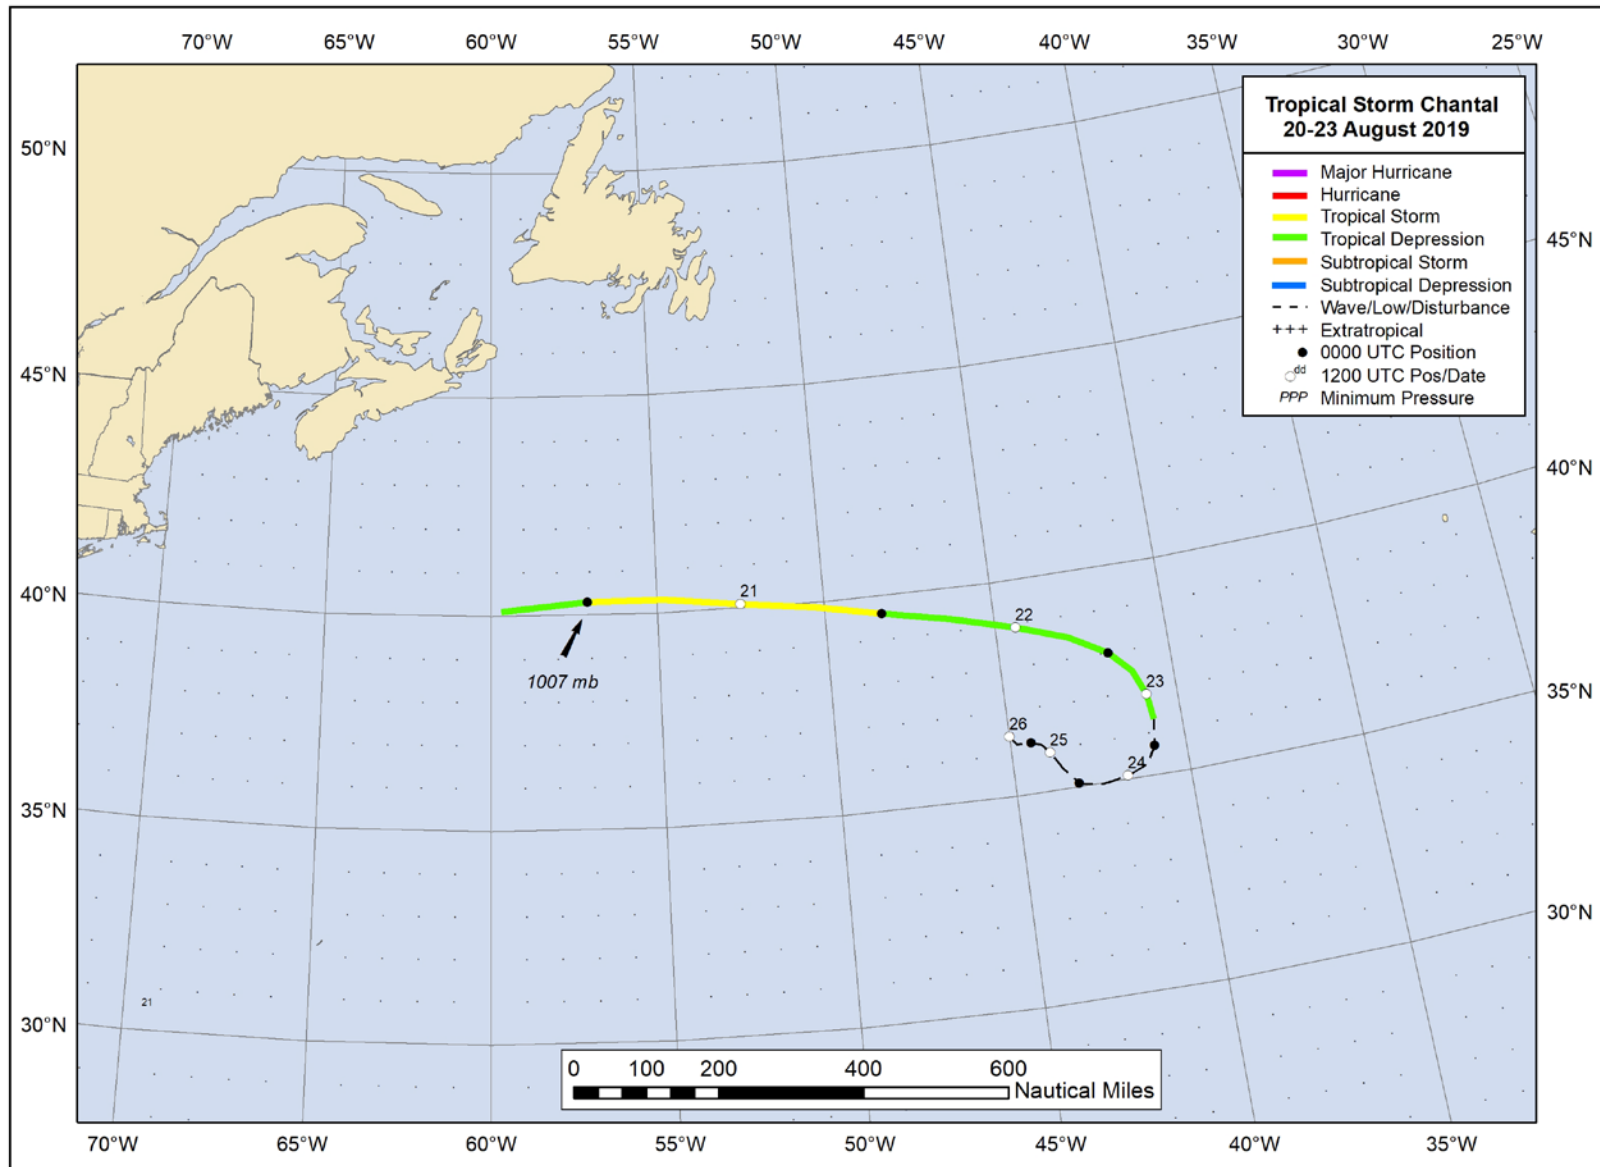 70°W 65°W 60°W 55°W 50°W 45°W 40°W 35°W 30°W 25°W
Tropical Storm Chantal
20-23 August 2019
Major Hurricane
Hurricane
Tropical Storm
Tropical Depression
Subtropical Storm
Subtropical Depression
Wave/Low/Disturbance
+++ Extratropical
0000 UTC Position
dd 1200 UTC Pos/Date
PPP Minimum Pressure
50°N
45°N
45°N
40°N
40°N
35°N
35°N
30°N
30°N
21
22
23
1007 mb
26
25
24
21
0 100 200 400 600
Nautical Miles
70°W 65°W 60°W 55°W 50°W 45°W 40°W 35°W